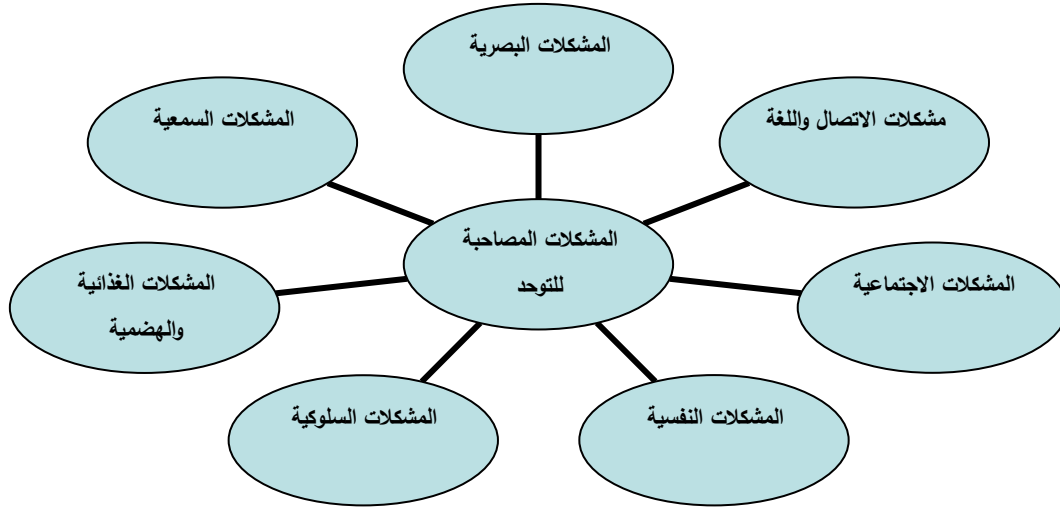 المشكلات البصرية
مشكلات الاتصال واللغة
المشكلات السمعية
المشكلات المصاحبة
للتوحد
المشكلات الاجتماعية
المشكلات الغذائية
والهضمية
المشكلات النفسية
المشكلات السلوكية